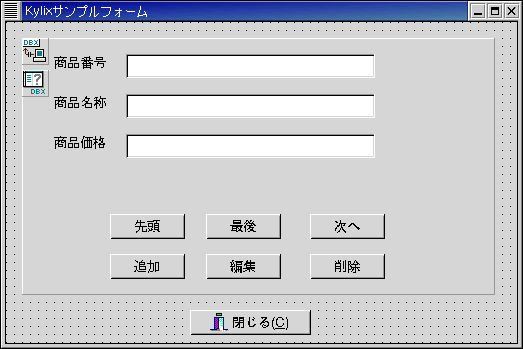 Kylixサンプルフォーム
DBX
商品番号
?
DBX
商品名称
商品価格
先頭 最後 次へ
追加 編集 削除
閉じる(C)